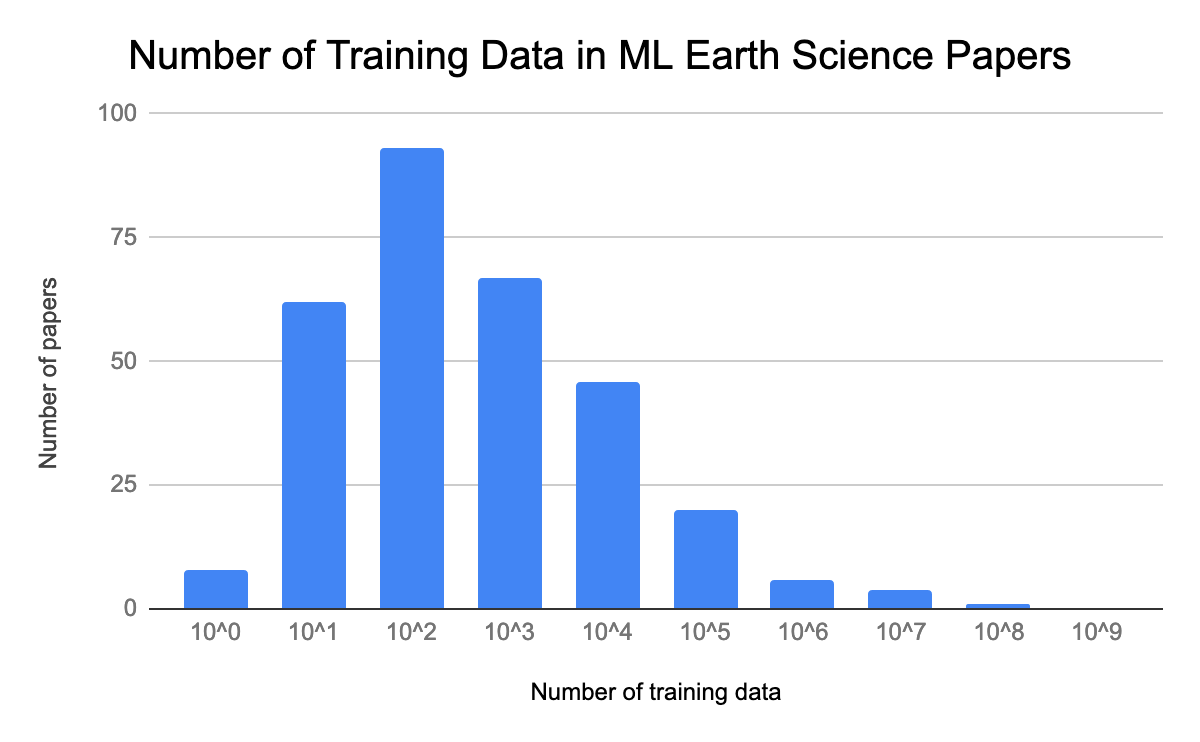 Number of Training Data in ML Earth Science Papers
100
75
50
25
0
Number of papers
10^0 10^1 10^2 10^3 10^4 10^5 10^6 10^7 10^8 10^9
Number of training data